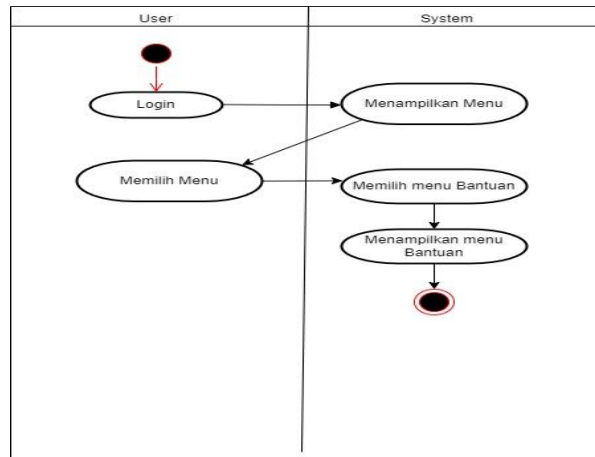 User
System
Login
Menampilkan Menu
Memilih Menu
Memilih menu Bantuan
Menampilkan menu
Bantuan